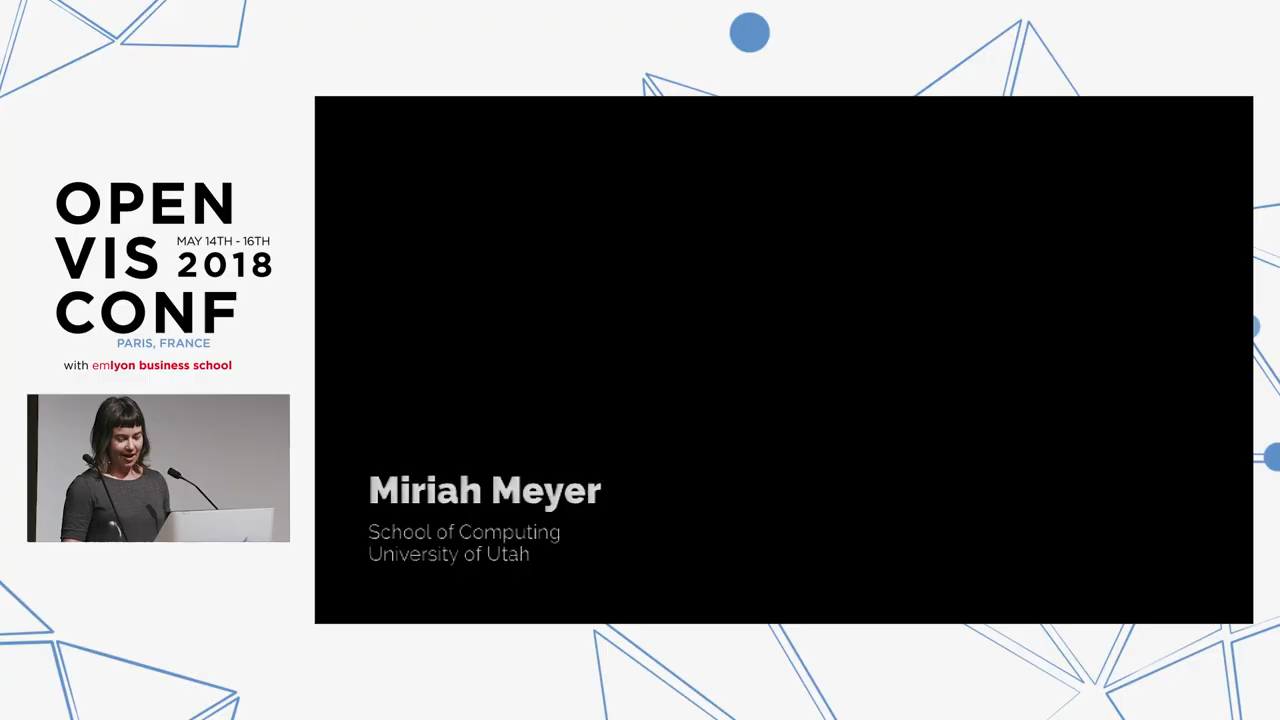 OPEN
VIS MAY 14TH - 16TH
2018
CONF
PARIS, FRANCE
with emlyon business school
Miriah Meyer
School of Computing
University of Utah